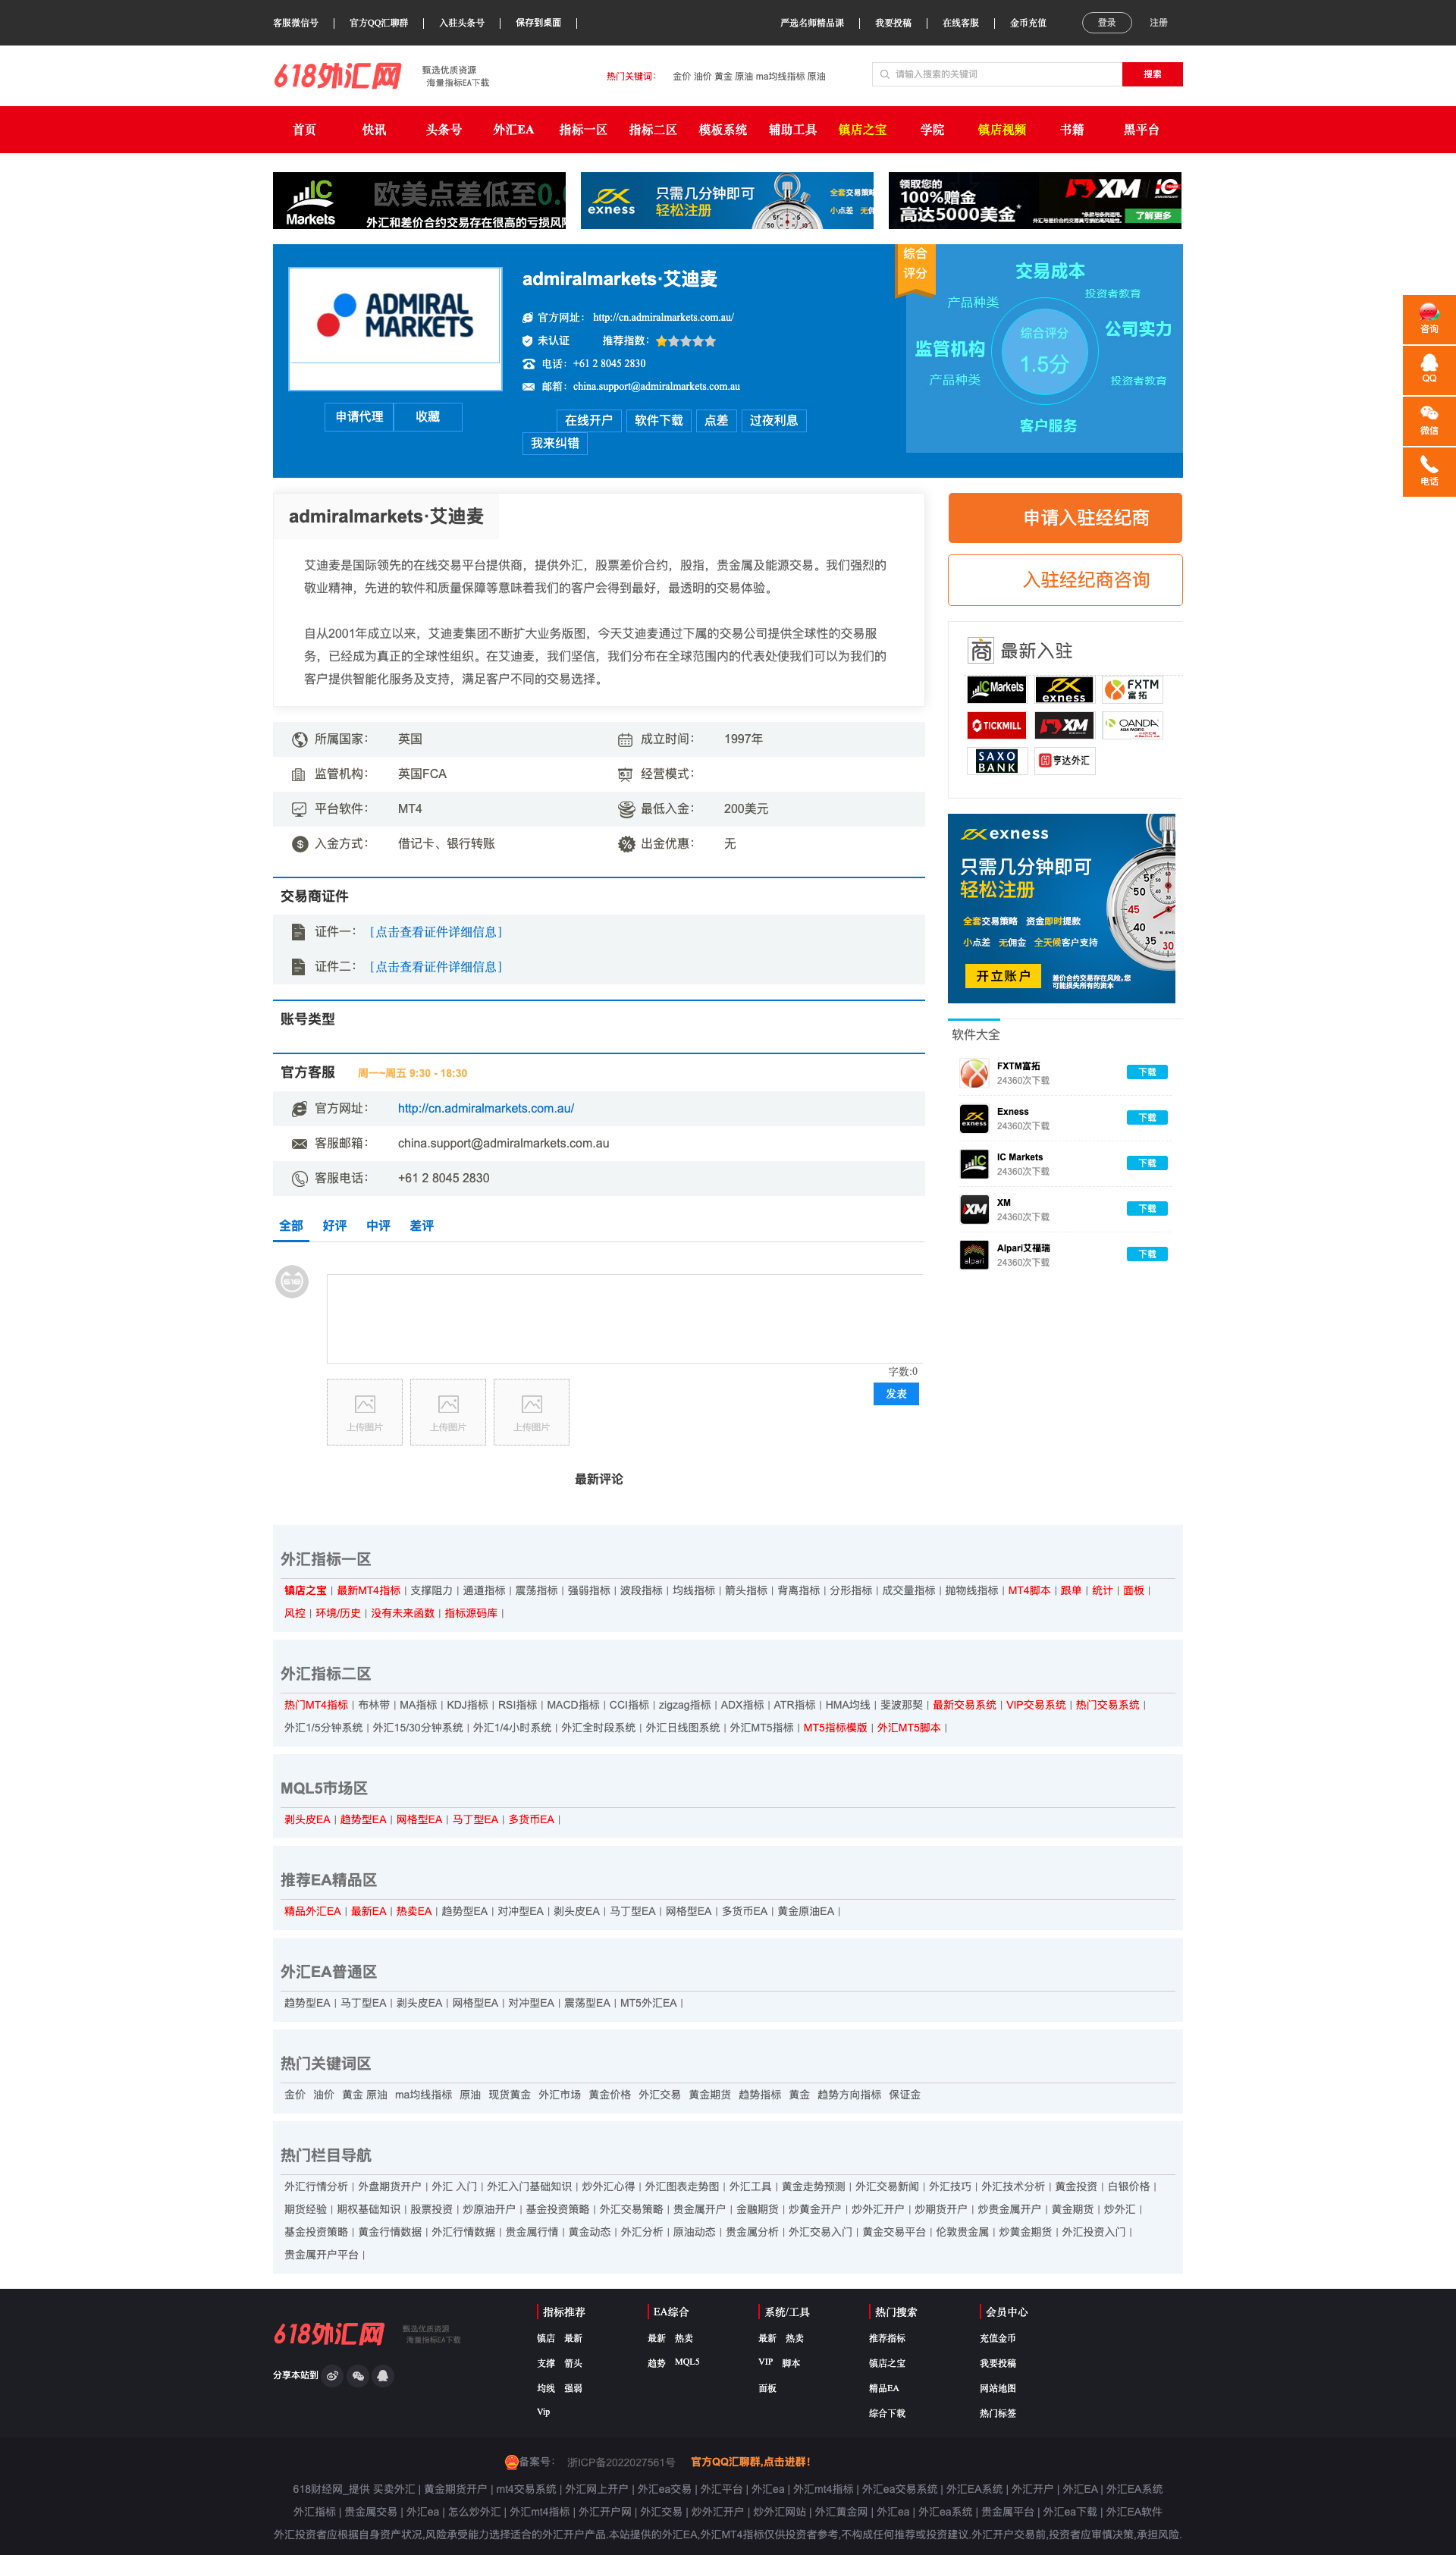 客服微信号 官方QQ汇聊群 入驻头条号 保存到桌面 严选名师精品课 我要投稿 在线客服 金币充值 登录 注册
618外汇网 甄选优质资源
海量指标EA下载
热门关键词： 金价 油价 黄金 原油 ma均线指标 原油 请输入搜索的关键词 搜索
首页 快讯 头条号 外汇EA 指标一区 指标二区 模板系统 辅助工具 镇店之宝 学院 镇店视频 书籍 黑平台
IC Markets 欧美点差低至0.0
外汇和差价合约交易存在很高的亏损风险
exness 只需几分钟即可
轻松注册
全套交易策略
小点差
领取您的
100%赠金
高达5000美金*
XM
了解更多
ADMIRAL
MARKETS
申请代理 收藏
admiralmarkets·艾迪麦
官方网址： http://cn.admiralmarkets.com.au/
未认证 推荐指数：
电话：+61 2 8045 2830
邮箱：china.support@admiralmarkets.com.au
在线开户 软件下载 点差 过夜利息
我来纠错
综合
评分
交易成本
投资者教育
产品种类
综合评分
1.5分
公司实力
监管机构
产品种类
投资者教育
客户服务
咨询
QQ
微信
电话
admiralmarkets·艾迪麦
艾迪麦是国际领先的在线交易平台提供商，提供外汇，股票差价合约，股指，贵金属及能源交易。我们强烈的
敬业精神，先进的软件和质量保障等意味着我们的客户会得到最好，最透明的交易体验。
自从2001年成立以来，艾迪麦集团不断扩大业务版图，今天艾迪麦通过下属的交易公司提供全球性的交易服
务，已经成为真正的全球性组织。在艾迪麦，我们坚信，我们分布在全球范围内的代表处使我们可以为我们的
客户提供智能化服务及支持，满足客户不同的交易选择。
所属国家： 英国 成立时间： 1997年
监管机构： 英国FCA 经营模式：
平台软件： MT4 最低入金： 200美元
入金方式： 借记卡、银行转账 出金优惠： 无
交易商证件
证件一： [点击查看证件详细信息]
证件二： [点击查看证件详细信息]
账号类型
官方客服 周一~周五 9:30 - 18:30
官方网址： http://cn.admiralmarkets.com.au/
客服邮箱： china.support@admiralmarkets.com.au
客服电话： +61 2 8045 2830
全部 好评 中评 差评
字数:0
发表
上传图片 上传图片 上传图片
最新评论
申请入驻经纪商
入驻经纪商咨询
商 最新入驻
IC Markets exness FXTM 富拓
TICKMILL XM OANDA
SAXO BANK 亨达外汇
exness
只需几分钟即可
轻松注册
全套交易策略 资金即时提款
小点差 无佣金 全天候客户支持
开立账户 差价合约交易存在风险,您
可能损失所有的资本
软件大全
FXTM富拓
24360次下载 下载
Exness
24360次下载 下载
IC Markets
24360次下载 下载
XM
24360次下载 下载
Alpari艾福瑞
24360次下载 下载
外汇指标一区
镇店之宝 | 最新MT4指标 | 支撑阻力 | 通道指标 | 震荡指标 | 强弱指标 | 波段指标 | 均线指标 | 箭头指标 | 背离指标 | 分形指标 | 成交量指标 | 抛物线指标 | MT4脚本 | 跟单 | 统计 | 面板 |
风控 | 环境/历史 | 没有未来函数 | 指标源码库 |
外汇指标二区
热门MT4指标 | 布林带 | MA指标 | KDJ指标 | RSI指标 | MACD指标 | CCI指标 | zigzag指标 | ADX指标 | ATR指标 | HMA均线 | 斐波那契 | 最新交易系统 | VIP交易系统 | 热门交易系统 |
外汇1/5分钟系统 | 外汇15/30分钟系统 | 外汇1/4小时系统 | 外汇全时段系统 | 外汇日线图系统 | 外汇MT5指标 | MT5指标模版 | 外汇MT5脚本 |
MQL5市场区
剥头皮EA | 趋势型EA | 网格型EA | 马丁型EA | 多货币EA |
推荐EA精品区
精品外汇EA | 最新EA | 热卖EA | 趋势型EA | 对冲型EA | 剥头皮EA | 马丁型EA | 网格型EA | 多货币EA | 黄金原油EA |
外汇EA普通区
趋势型EA | 马丁型EA | 剥头皮EA | 网格型EA | 对冲型EA | 震荡型EA | MT5外汇EA |
热门关键词区
金价 油价 黄金 原油 ma均线指标 原油 现货黄金 外汇市场 黄金价格 外汇交易 黄金期货 趋势指标 黄金 趋势方向指标 保证金
热门栏目导航
外汇行情分析 | 外盘期货开户 | 外汇 入门 | 外汇入门基础知识 | 炒外汇心得 | 外汇图表走势图 | 外汇工具 | 黄金走势预测 | 外汇交易新闻 | 外汇技巧 | 外汇技术分析 | 黄金投资 | 白银价格 |
期货经验 | 期权基础知识 | 股票投资 | 炒原油开户 | 基金投资策略 | 外汇交易策略 | 贵金属开户 | 金融期货 | 炒黄金开户 | 炒外汇开户 | 炒期货开户 | 炒贵金属开户 | 黄金期货 | 炒外汇 |
基金投资策略 | 黄金行情数据 | 外汇行情数据 | 贵金属行情 | 黄金动态 | 外汇分析 | 原油动态 | 贵金属分析 | 外汇交易入门 | 黄金交易平台 | 伦敦贵金属 | 炒黄金期货 | 外汇投资入门 |
贵金属开户平台 |
618外汇网 甄选优质资源
海量指标EA下载
分享本站到
指标推荐 EA综合 系统/工具 热门搜索 会员中心
镇店 最新 最新 热卖 最新 热卖 推荐指标 充值金币
支撑 箭头 趋势 MQL5 VIP 脚本 镇店之宝 我要投稿
均线 强弱 面板 精品EA 网站地图
Vip 综合下载 热门标签
备案号： 浙ICP备2022027561号 官方QQ汇聊群,点击进群！
618财经网_提供 买卖外汇 | 黄金期货开户 | mt4交易系统 | 外汇网上开户 | 外汇ea交易 | 外汇平台 | 外汇ea | 外汇mt4指标 | 外汇ea交易系统 | 外汇EA系统 | 外汇开户 | 外汇EA | 外汇EA系统
外汇指标 | 贵金属交易 | 外汇ea | 怎么炒外汇 | 外汇mt4指标 | 外汇开户网 | 外汇交易 | 炒外汇开户 | 炒外汇网站 | 外汇黄金网 | 外汇ea | 外汇ea系统 | 贵金属平台 | 外汇ea下载 | 外汇EA软件
外汇投资者应根据自身资产状况,风险承受能力选择适合的外汇开户产品.本站提供的外汇EA,外汇MT4指标仅供投资者参考,不构成任何推荐或投资建议.外汇开户交易前,投资者应审慎决策,承担风险.